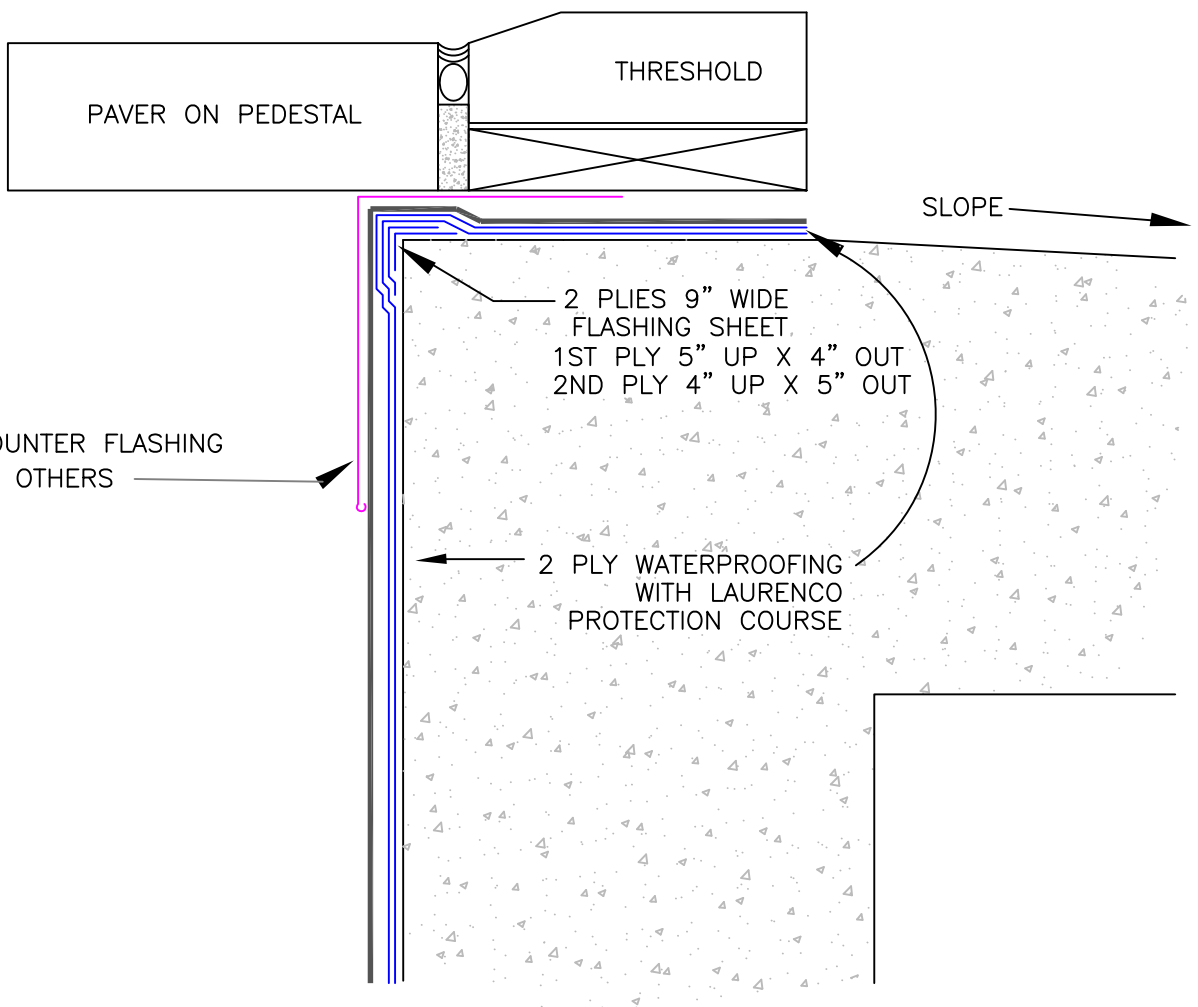 THRESHOLD
PAVER ON PEDESTAL
SLOPE
2 PLIES 9” WIDE
FLASHING SHEET
1ST PLY 5” UP X 4” OUT
2ND PLY 4” UP X 5” OUT
FLASHING
OTHERS
2 PLY WATERPROOFING
WITH LAURENCO
PROTECTION COURSE